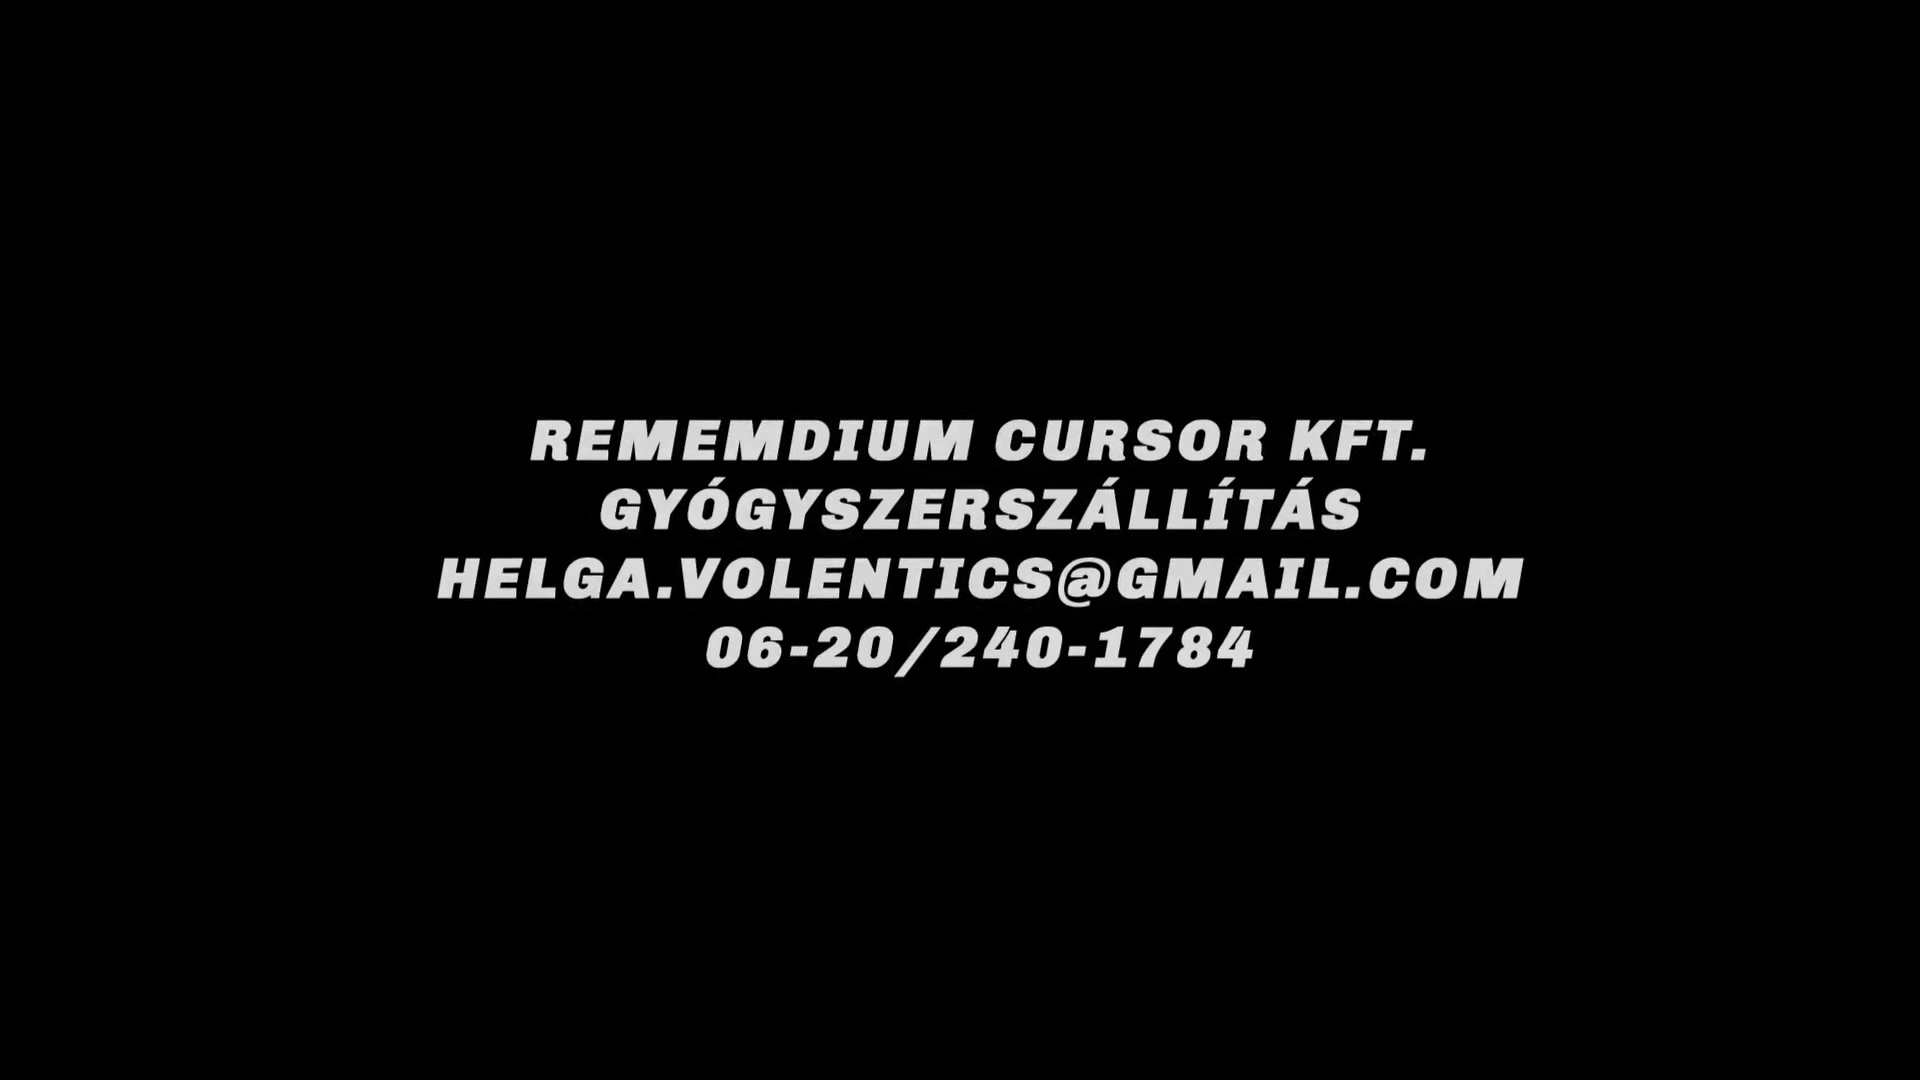 REMEMDIUM CURSOR KFT.
GYÓGYSZERSZÁLLÍTÁS
HELGA.VOLENTICS@GMAIL.COM
06-20/240-1784